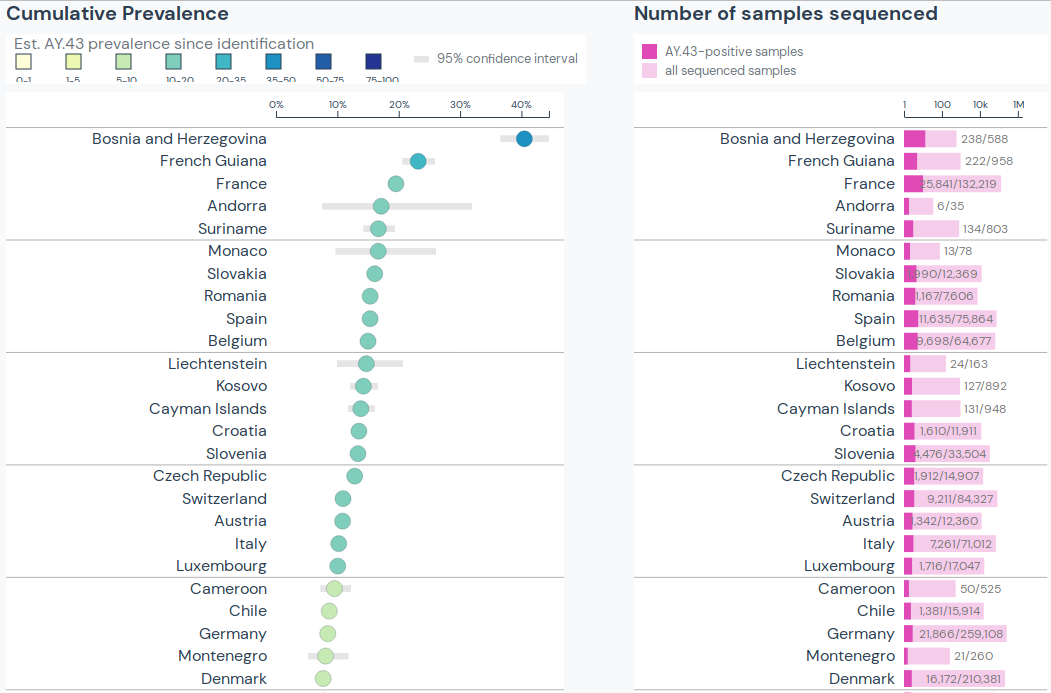 Cumulative Prevalence
Est. AY.43 prevalence since identification
0-1 1-5 5-10 10-20 20-35 35-50 50-75 75-100
95% confidence interval
0% 10% 20% 30% 40%
Bosnia and Herzegovina
French Guiana
France
Andorra
Suriname
Monaco
Slovakia
Romania
Spain
Belgium
Liechtenstein
Kosovo
Cayman Islands
Croatia
Slovenia
Czech Republic
Switzerland
Austria
Italy
Luxembourg
Cameroon
Chile
Germany
Montenegro
Denmark
Number of samples sequenced
AY.43-positive samples
all sequenced samples
1 100 10k 1M
Bosnia and Herzegovina 238/588
French Guiana 222/958
France 25,841/132,219
Andorra 6/35
Suriname 134/803
Monaco 13/78
Slovakia 1,990/12,369
Romania 1,167/7,606
Spain 11,635/75,864
Belgium 9,698/64,677
Liechtenstein 24/163
Kosovo 127/892
Cayman Islands 131/948
Croatia 1,610/11,911
Slovenia 4,476/33,504
Czech Republic 1,912/14,907
Switzerland 9,211/84,327
Austria 1,342/12,360
Italy 7,261/71,012
Luxembourg 1,716/17,047
Cameroon 50/525
Chile 1,381/15,914
Germany 21,866/259,108
Montenegro 21/260
Denmark 16,172/210,381